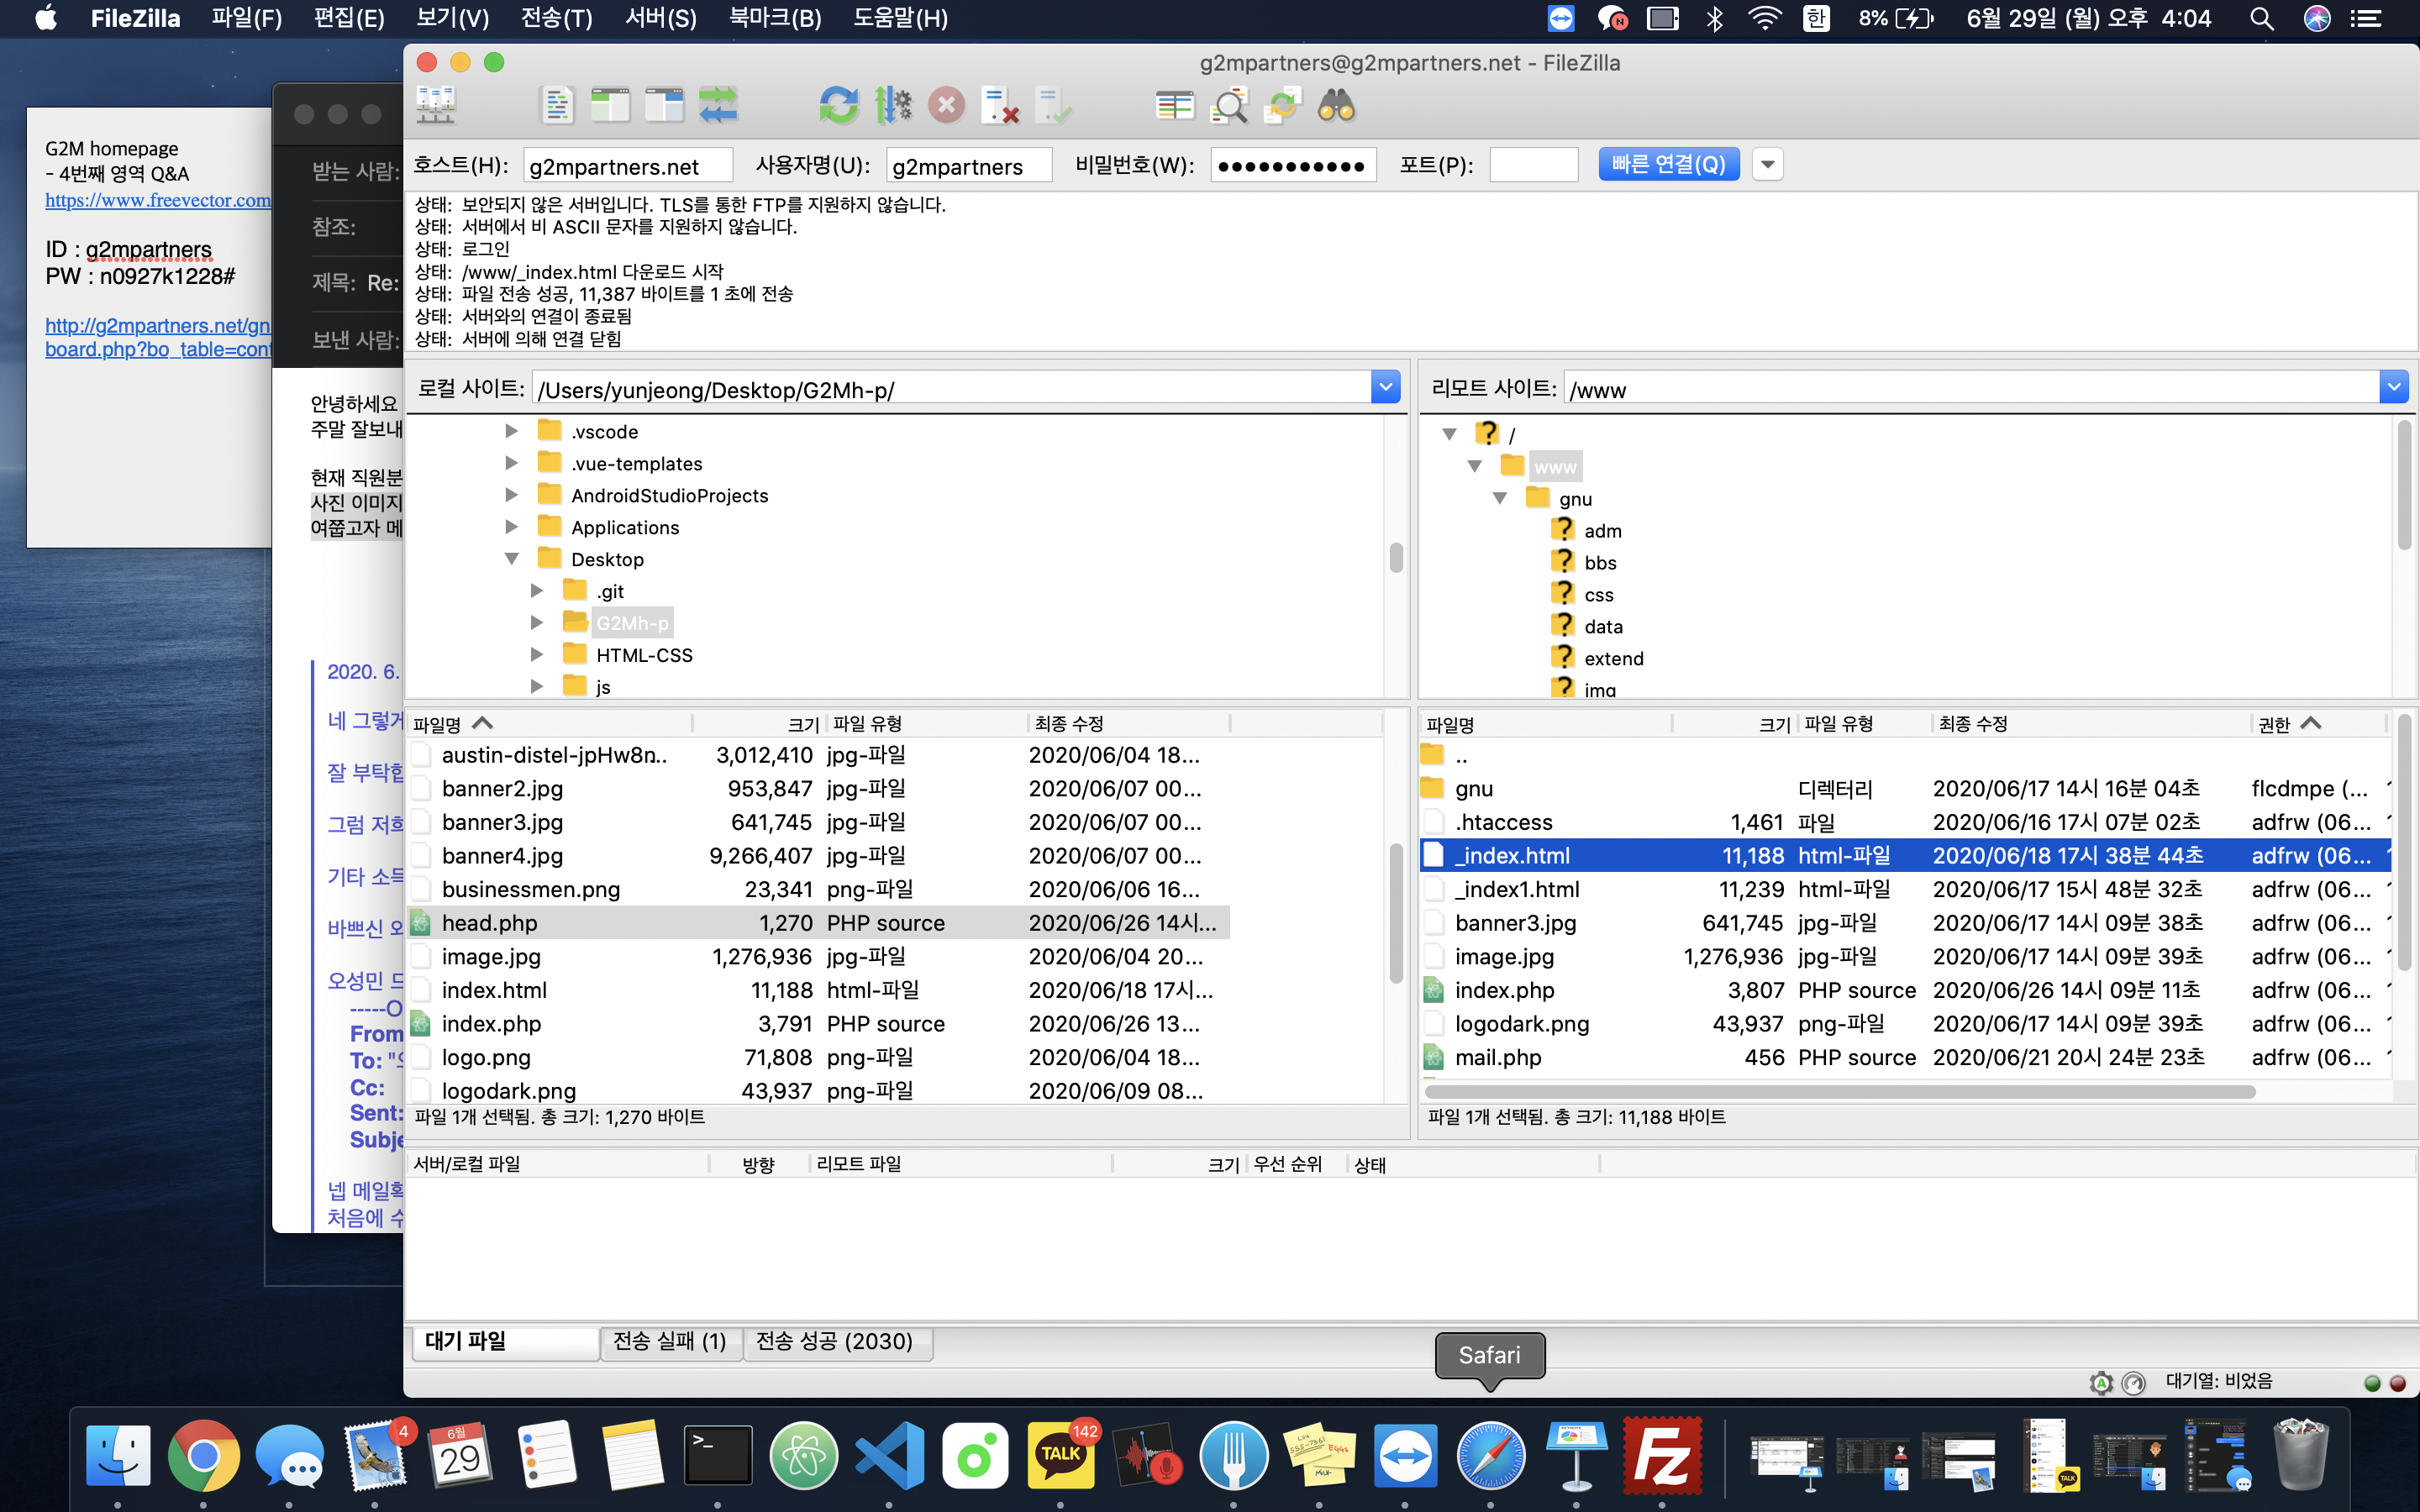 FileZilla 파일(F) 편집(E) 보기(V) 전송(T) 서버(S) 북마크(B) 도움말(H)
N 한 8% 6월 29일 (월) 오후 4:04
G2M homepage
- 4번째 영역 Q&A
https://www.freevector.com
ID : g2mpartners
PW : n0927k1228#
http://g2mpartners.net/gn
board.php?bo_table=cont
받는 사람:
참조:
제목: Re:
보낸 사람:
안녕하세요
주말 잘보내
현재 직원분
사진 이미지
여쭙고자 메
2020. 6.
네 그렇게
잘 부탁합
그럼 저희
기타 소득
바쁘신 와
오성민 드
-----O
From
To: "오
Cc:
Sent:
Subje
넵 메일확
처음에 수
g2mpartners@g2mpartners.net - FileZilla
호스트(H): g2mpartners.net 사용자명(U): g2mpartners 비밀번호(W): ●●●●●●●●●●● 포트(P): 빠른 연결(Q)
상태: 보안되지 않은 서버입니다. TLS를 통한 FTP를 지원하지 않습니다.
상태: 서버에서 비 ASCII 문자를 지원하지 않습니다.
상태: 로그인
상태: /www/_index.html 다운로드 시작
상태: 파일 전송 성공, 11,387 바이트를 1 초에 전송
상태: 서버와의 연결이 종료됨
상태: 서버에 의해 연결 닫힘
로컬 사이트: /Users/yunjeong/Desktop/G2Mh-p/
.vscode
.vue-templates
AndroidStudioProjects
Applications
Desktop
.git
G2Mh-p
HTML-CSS
js
리모트 사이트: /www
/
www
gnu
adm
bbs
css
data
extend
img
파일명 크기 파일 유형 최종 수정
austin-distel-jpHw8n... 3,012,410 jpg-파일 2020/06/04 18...
banner2.jpg 953,847 jpg-파일 2020/06/07 00...
banner3.jpg 641,745 jpg-파일 2020/06/07 00...
banner4.jpg 9,266,407 jpg-파일 2020/06/07 00...
businessmen.png 23,341 png-파일 2020/06/06 16...
head.php 1,270 PHP source 2020/06/26 14시...
image.jpg 1,276,936 jpg-파일 2020/06/04 20...
index.html 11,188 html-파일 2020/06/18 17시...
index.php 3,791 PHP source 2020/06/26 13...
logo.png 71,808 png-파일 2020/06/04 18...
logodark.png 43,937 png-파일 2020/06/09 08...
파일 1개 선택됨. 총 크기: 1,270 바이트
파일명 크기 파일 유형 최종 수정 권한
..
gnu 디렉터리 2020/06/17 14시 16분 04초 flcdmpe (...
.htaccess 1,461 파일 2020/06/16 17시 07분 02초 adfrw (06...
_index.html 11,188 html-파일 2020/06/18 17시 38분 44초 adfrw (06...
_index1.html 11,239 html-파일 2020/06/17 15시 48분 32초 adfrw (06...
banner3.jpg 641,745 jpg-파일 2020/06/17 14시 09분 38초 adfrw (06...
image.jpg 1,276,936 jpg-파일 2020/06/17 14시 09분 39초 adfrw (06...
index.php 3,807 PHP source 2020/06/26 14시 09분 11초 adfrw (06...
logodark.png 43,937 png-파일 2020/06/17 14시 09분 39초 adfrw (06...
mail.php 456 PHP source 2020/06/21 20시 24분 23초 adfrw (06...
파일 1개 선택됨. 총 크기: 11,188 바이트
서버/로컬 파일 방향 리모트 파일 크기 우선 순위 상태
대기 파일 전송 실패 (1) 전송 성공 (2030)
Safari
대기열: 비었음
4
6월
29
>_
TALK
142
Fz
TALK